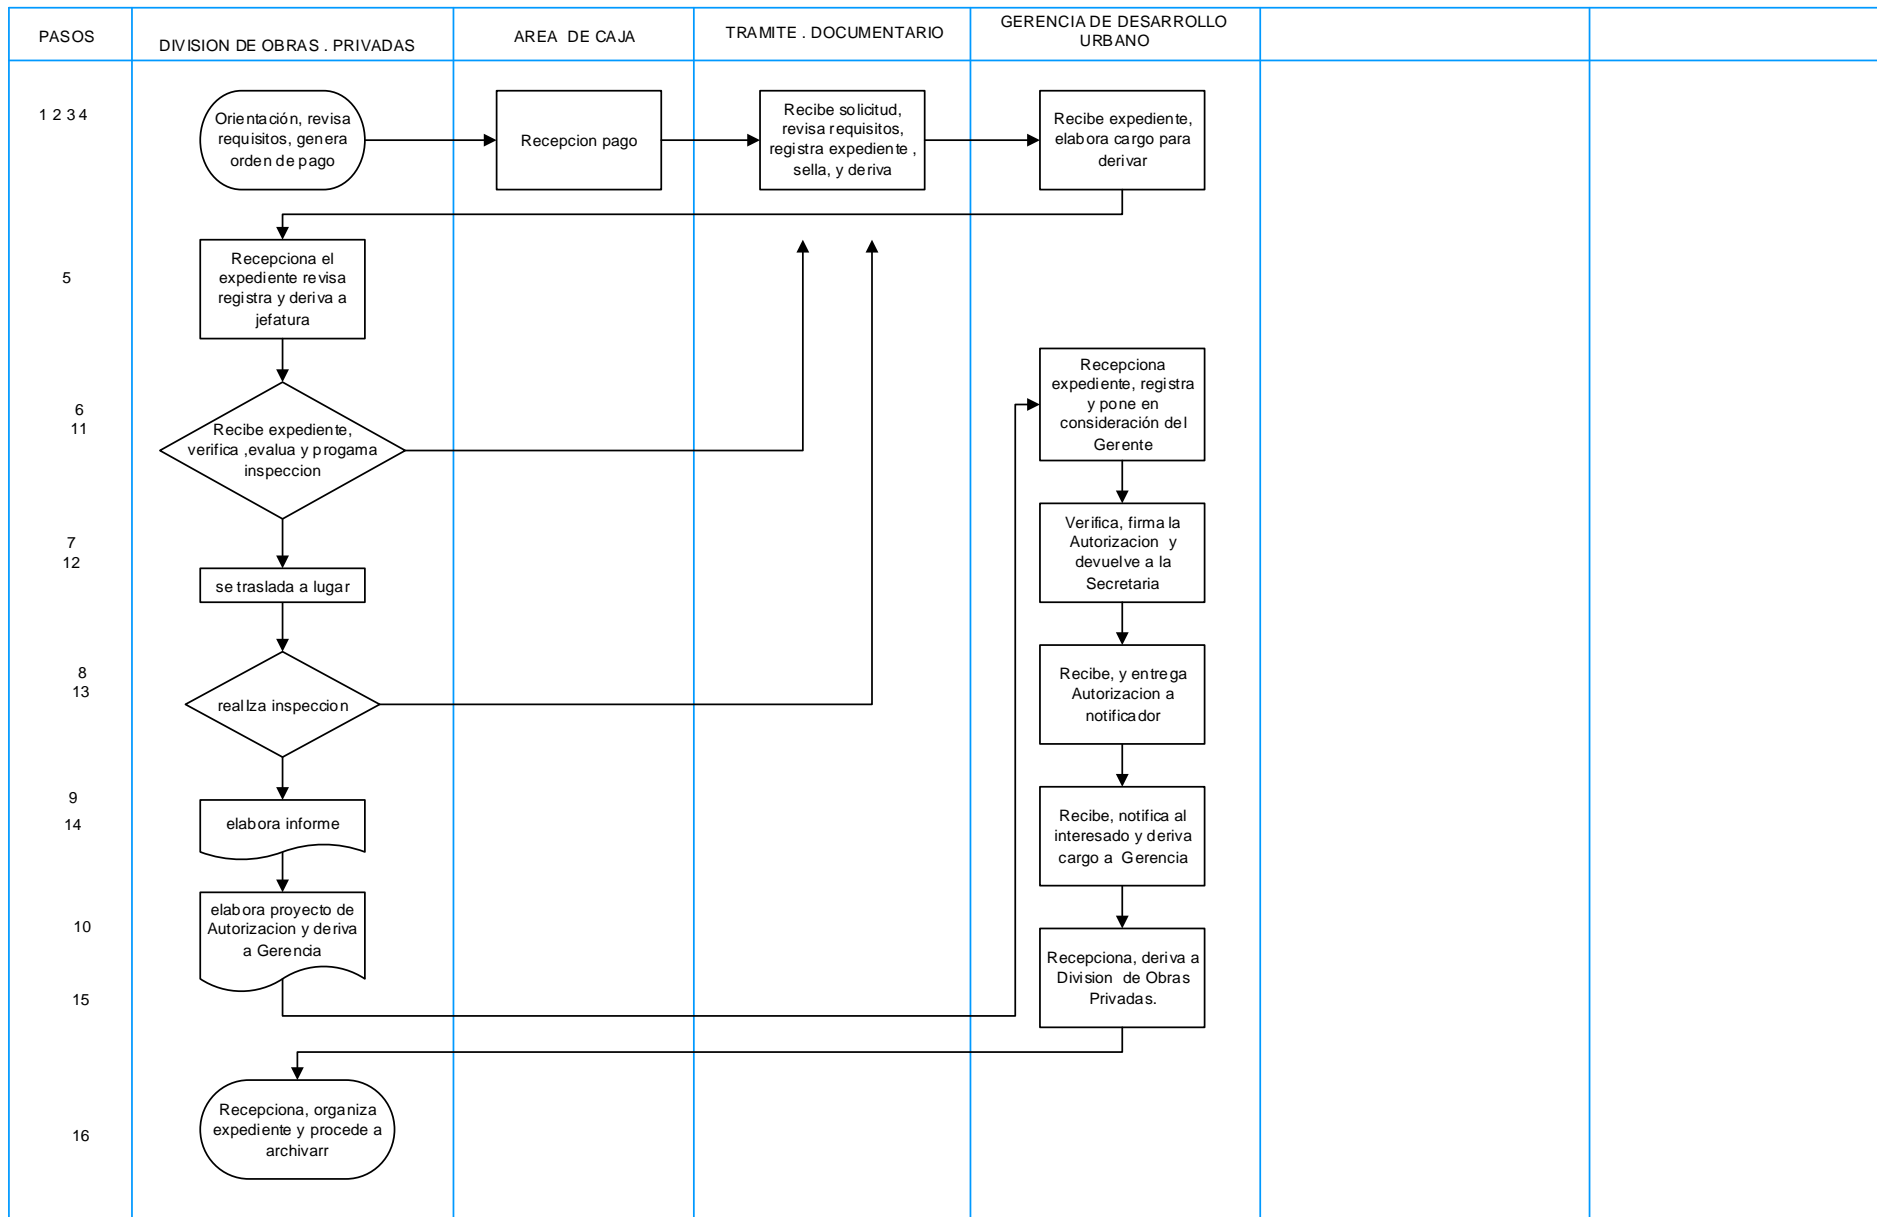 PASOS
DIVISION DE OBRAS . PRIVADAS
AREA DE CAJA
TRAMITE . DOCUMENTARIO
GERENCIA DE DESARROLLO
URBANO
1 2 3 4
Orientación, revisa
requisitos, genera
orden de pago
Recepcion pago
Recibe solicitud,
revisa requisitos,
registra expediente ,
sella, y deriva
Recibe expediente,
elabora cargo para
derivar
5
Recepciona el
expediente revisa
registra y deriva a
jefatura
6
11
Recibe expediente,
verifica ,evalua y progama
inspeccion
Recepciona
expediente, registra
y pone en
consideración del
Gerente
7
12
se traslada a lugar
Verifica, firma la
Autorizacion y
devuelve a la
Secretaria
8
13
realIza inspeccion
Recibe, y entrega
Autorizacion a
notificador
9
14
elabora informe
Recibe, notifica al
interesado y deriva
cargo a Gerencia
10
elabora proyecto de
Autorizacion y deriva
a Gerencia
15
Recepciona, deriva a
Division de Obras
Privadas.
16
Recepciona, organiza
expediente y procede a
archivarr